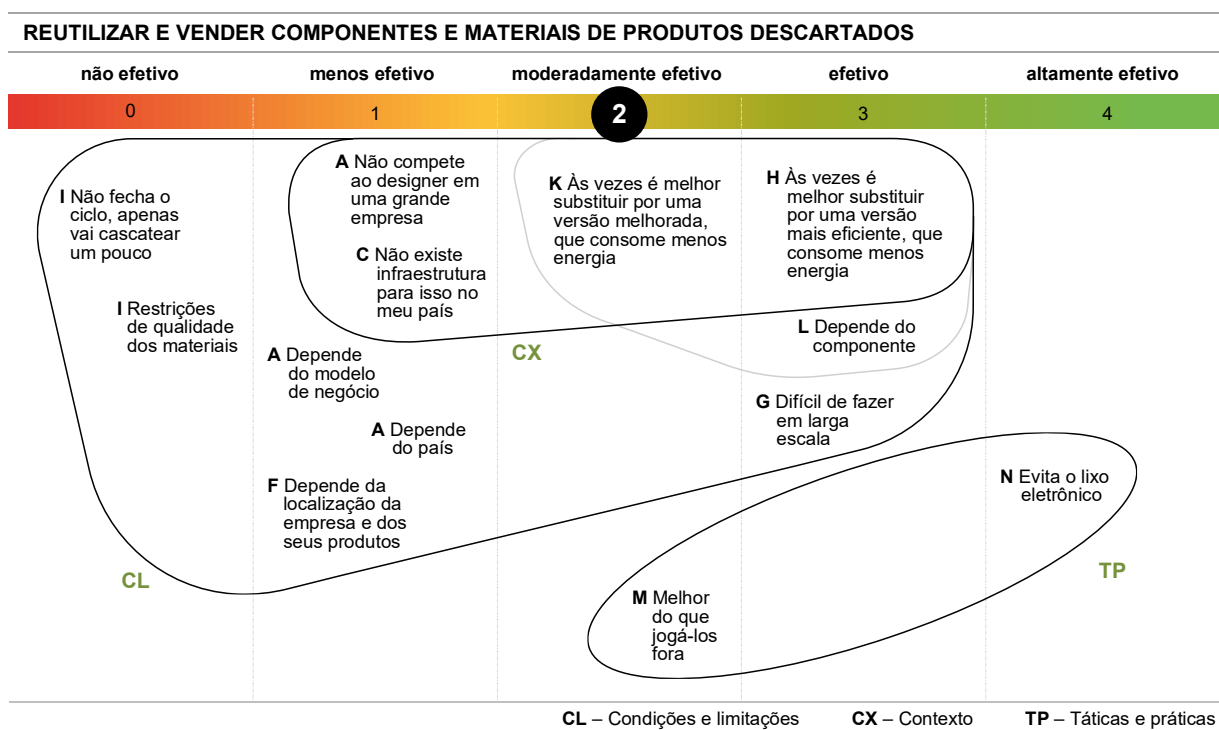 REUTILIZAR E VENDER COMPONENTES E MATERIAIS DE PRODUTOS DESCARTADOS
não efetivo
menos efetivo
moderadamente efetivo
efetivo
altamente efetivo
0
1
2
3
4
I Não fecha o
ciclo, apenas
vai cascatear
um pouco
I Restrições
de qualidade
dos materiais
A Não compete
ao designer em
uma grande
empresa
C Não existe
infraestrutura
para isso no
meu país
A Depende
do modelo
de negócio
A Depende
do país
F Depende da
localização da
empresa e dos
seus produtos
K Às vezes é melhor
substituir por uma
versão melhorada,
que consome menos
energia
H Às vezes é
melhor substituir
por uma versão
mais eficiente, que
consome menos
energia
L Depende do
componente
G Difícil de fazer
em larga
escala
M Melhor
do que
jogá-los
fora
N Evita o lixo
eletrônico
CX
CL
TP
CL – Condições e limitações
CX – Contexto
TP – Táticas e práticas